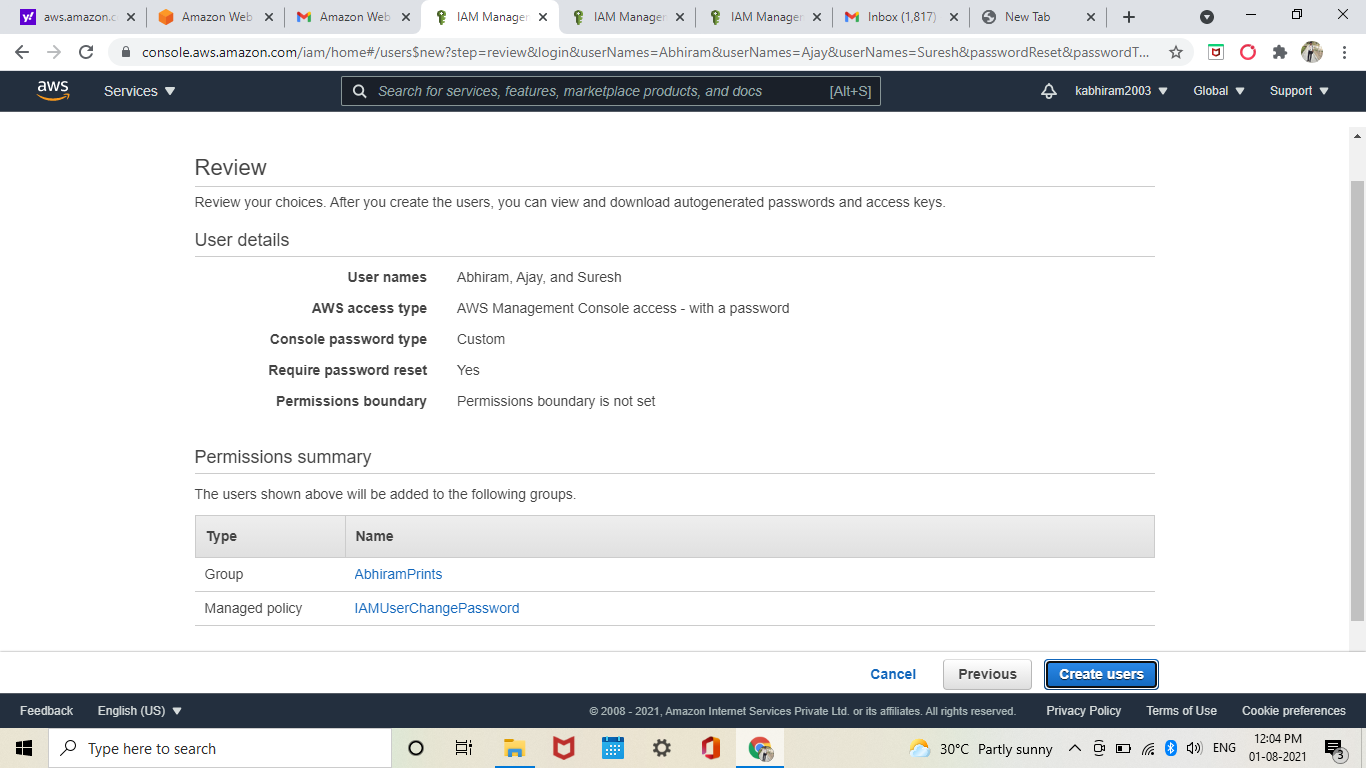 aws.amazon.c
Amazon Web
Amazon Web
IAM Manager
IAM Manager
IAM Manager
Inbox (1,817)
New Tab
console.aws.amazon.com/iam/home#/users$new?step=review&login&userNames=Abhiram&userNames=Ajay&userNames=Suresh&passwordReset&passwordT...
aws
Services
Search for services, features, marketplace products, and docs
[Alt+S]
kabhiram2003
Global
Support
Review
Review your choices. After you create the users, you can view and download autogenerated passwords and access keys.
User details
User names Abhiram, Ajay, and Suresh
AWS access type AWS Management Console access - with a password
Console password type Custom
Require password reset Yes
Permissions boundary Permissions boundary is not set
Permissions summary
The users shown above will be added to the following groups.
Type Name
Group AbhiramPrints
Managed policy IAMUserChangePassword
Cancel Previous Create users
Feedback English (US) © 2008 - 2021, Amazon Internet Services Private Ltd. or its affiliates. All rights reserved. Privacy Policy Terms of Use Cookie preferences
Type here to search
30°C Partly sunny
ENG
12:04 PM
01-08-2021
3